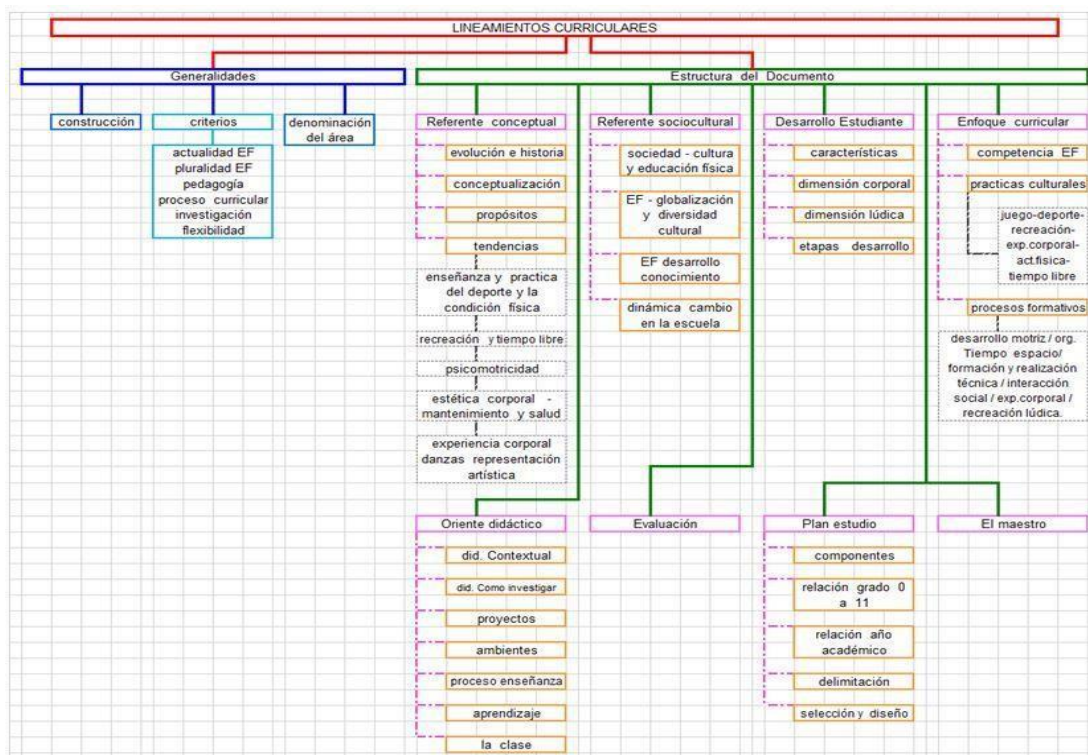 LINEAMIENTOS CURRICULARES
Generalidades
Estructura del Documento
construcción
criterios
denominación
del área
actualidad EF
pluralidad EF
pedagogía
proceso curricular
investigación
flexibilidad
Referente conceptual
evolución e historia
conceptualización
propósitos
tendencias
enseñanza y practica
del deporte y la
condición física
recreación y tiempo libre
psicomotricidad
estética corporal -
mantenimiento y salud
experiencia corporal
danzas representación
artística
Referente sociocultural
sociedad - cultura
y educación física
EF - globalización
y diversidad
cultural
EF desarrollo
conocimiento
dinámica cambio
en la escuela
Desarrollo Estudiante
características
dimensión corporal
dimensión lúdica
etapas desarrollo
Enfoque curricular
competencia EF
practicas culturales
juego-deporte-
recreación-
exp.corporal-
act.fisica-
tiempo libre
procesos formativos
desarrollo motriz / org.
Tiempo espacio/
formación y realización
técnica / interacción
social / exp.corporal /
recreación lúdica.
Oriente didáctico
did. Contextual
did. Como investigar
proyectos
ambientes
proceso enseñanza
aprendizaje
la clase
Evaluación
Plan estudio
componentes
relación grado 0
a 11
relación año
académico
delimitación
selección y diseño
El maestro